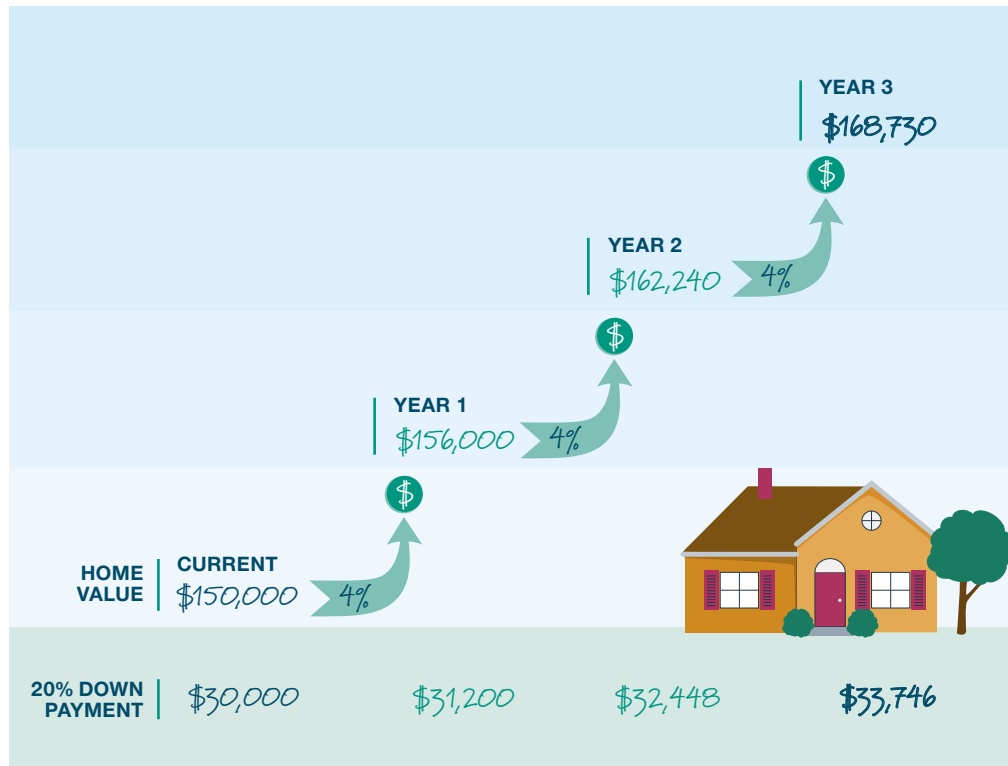 YEAR 3
$168,730
$
YEAR 2
$162,240
4%
$
YEAR 1
$156,000
4%
$
HOME
VALUE
CURRENT
$150,000
4%
20% DOWN
PAYMENT
$30,000
$31,200
$32,448
$33,746